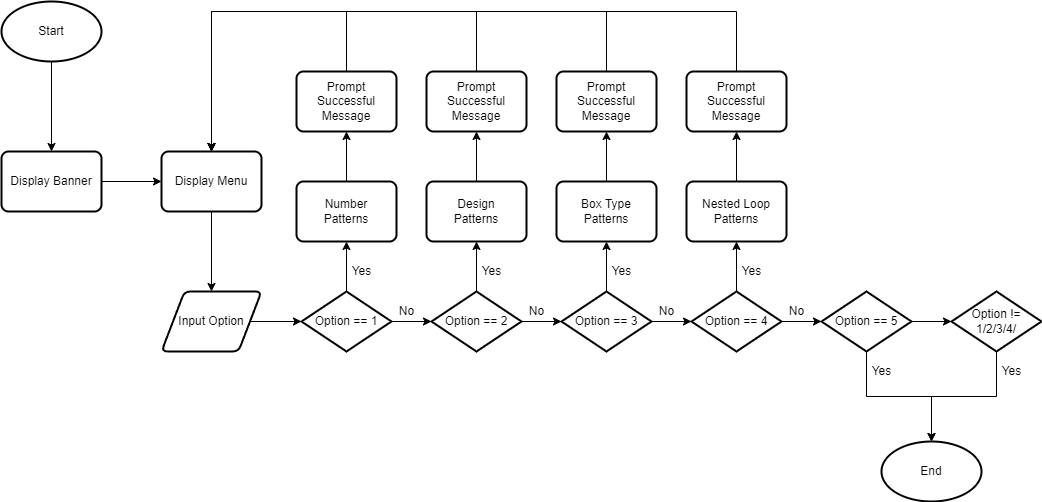 Start
Prompt
Successful
Message
Prompt
Successful
Message
Prompt
Successful
Message
Prompt
Successful
Message
Display Banner
Display Menu
Number
Patterns
Design
Patterns
Box Type
Patterns
Nested Loop
Patterns
Yes
Yes
Yes
Yes
Input Option
Option == 1
No
Option == 2
No
Option == 3
No
Option == 4
No
Option == 5
Option !=
1/2/3/4/
Yes
Yes
End